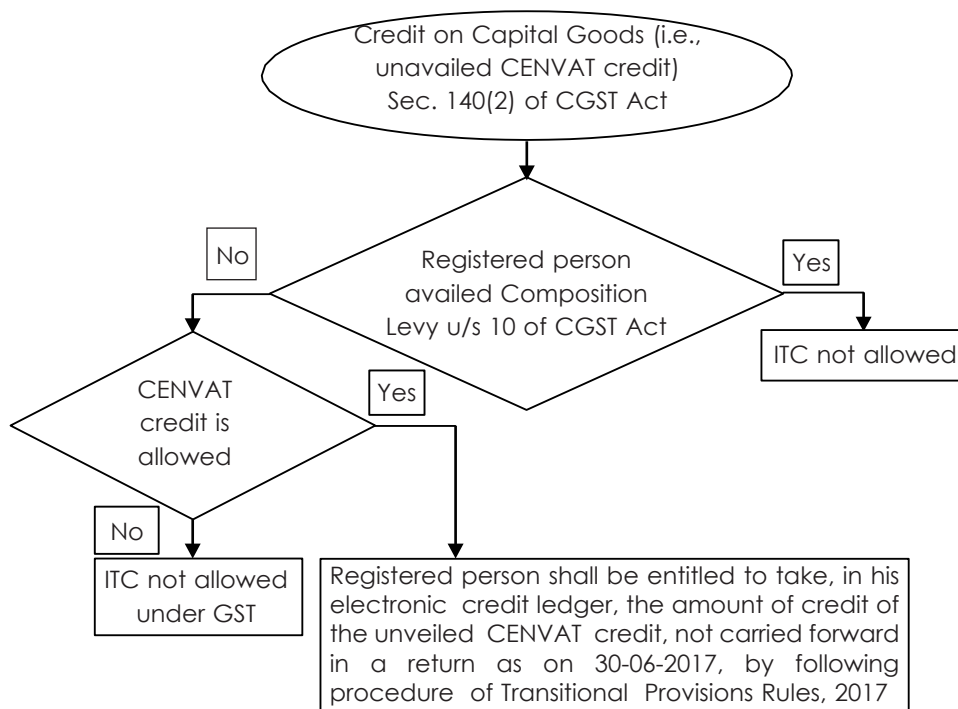 Credit on Capital Goods (i.e.,
unavailed CENVAT credit)
Sec. 140(2) of CGST Act
No
Registered person
availed Composition
Levy u/s 10 of CGST Act
Yes
ITC not allowed
CENVAT
credit is
allowed
Yes
No
ITC not allowed
under GST
Registered person shall be entitled to take, in his
electronic credit ledger, the amount of credit of
the unveiled CENVAT credit, not carried forward
in a return as on 30-06-2017, by following
procedure of Transitional Provisions Rules, 2017